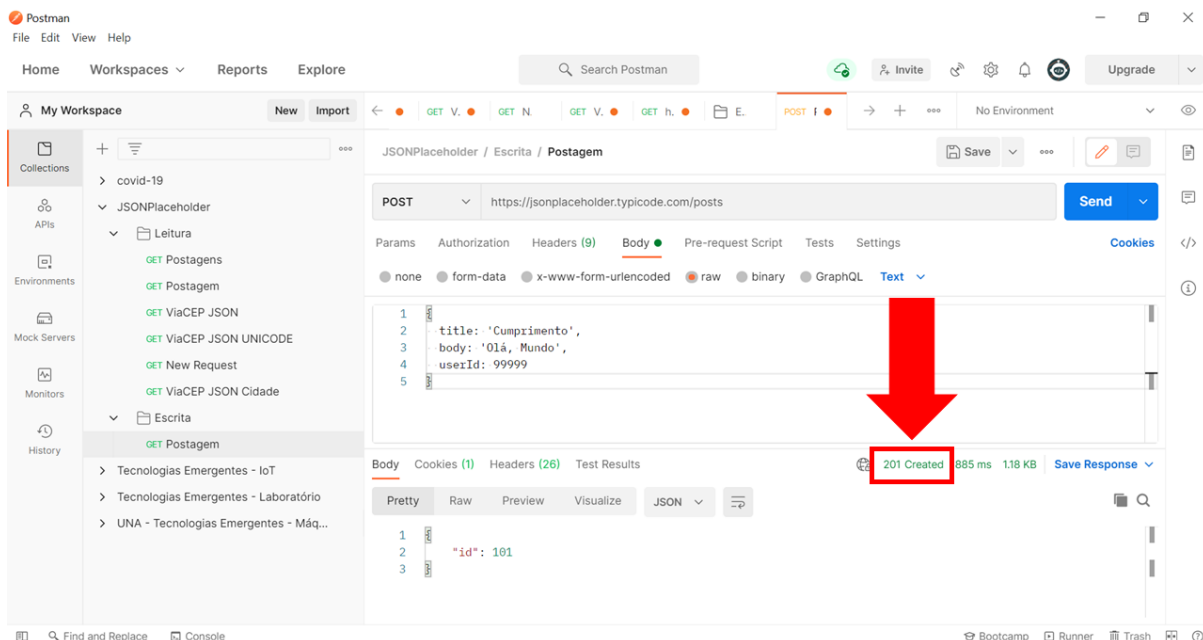 Postman
File Edit View Help
Home Workspaces Reports Explore Search Postman Invite Upgrade
My Workspace New Import GET V. GET N GET V. GET h. E. POST F No Environment
Collections
APIs
Environments
Mock Servers
Monitors
History
covid-19
JSONPlaceholder
Leitura
GET Postagens
GET Postagem
GET ViaCEP JSON
GET ViaCEP JSON UNICODE
GET New Request
GET ViaCEP JSON Cidade
Escrita
GET Postagem
Tecnologias Emergentes - IoT
Tecnologias Emergentes - Laboratório
UNA - Tecnologias Emergentes - Máq...
JSONPlaceholder / Escrita / Postagem Save
POST https://jsonplaceholder.typicode.com/posts Send
Params Authorization Headers (9) Body Pre-request Script Tests Settings Cookies
none form-data x-www-form-urlencoded raw binary GraphQL Text
1 {
2 title: 'Cumprimento',
3 body: 'Olá, Mundo',
4 userId: 99999
5 }
Body Cookies (1) Headers (26) Test Results 201 Created 885 ms 1.18 KB Save Response
Pretty Raw Preview Visualize JSON
1 {
2 "id": 101
3 }
Find and Replace Console Bootcamp Runner Trash